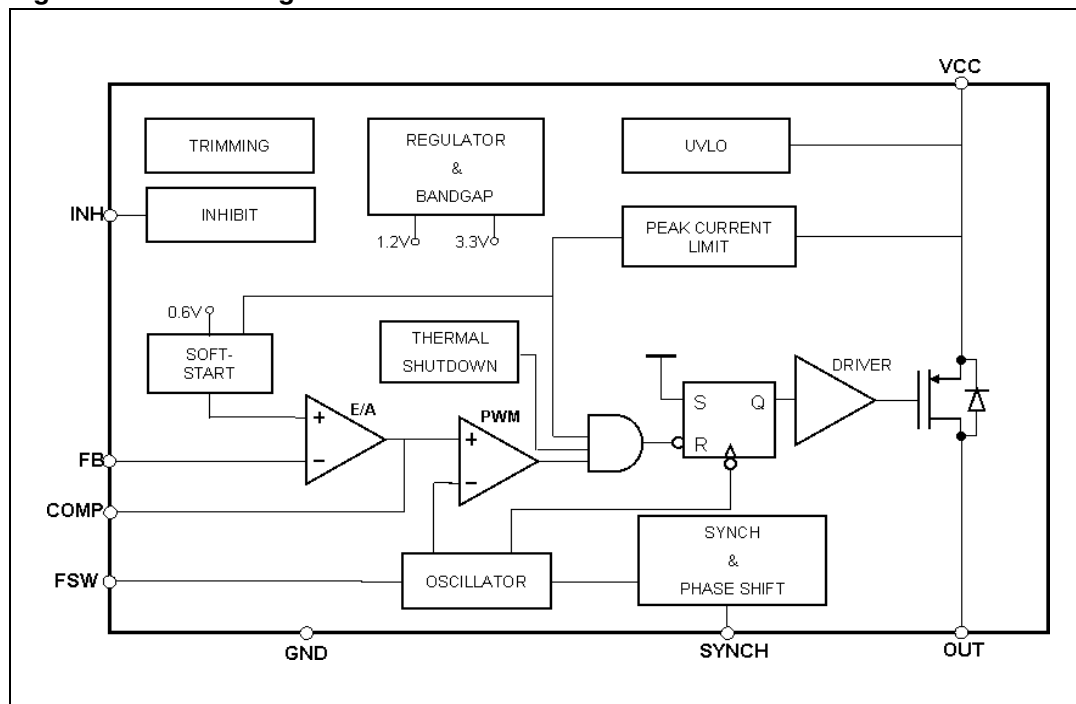 VCC
TRIMMING
REGULATOR
&
BANDGAP
UVLO
INH
INHIBIT
1.2V
3.3V
PEAK CURRENT
LIMIT
0.6V
SOFT-
START
THERMAL
SHUTDOWN
DRIVER
E/A
+
−
PWM
+
−
S
Q
R
FB
COMP
FSW
OSCILLATOR
SYNCH
&
PHASE SHIFT
GND
SYNCH
OUT